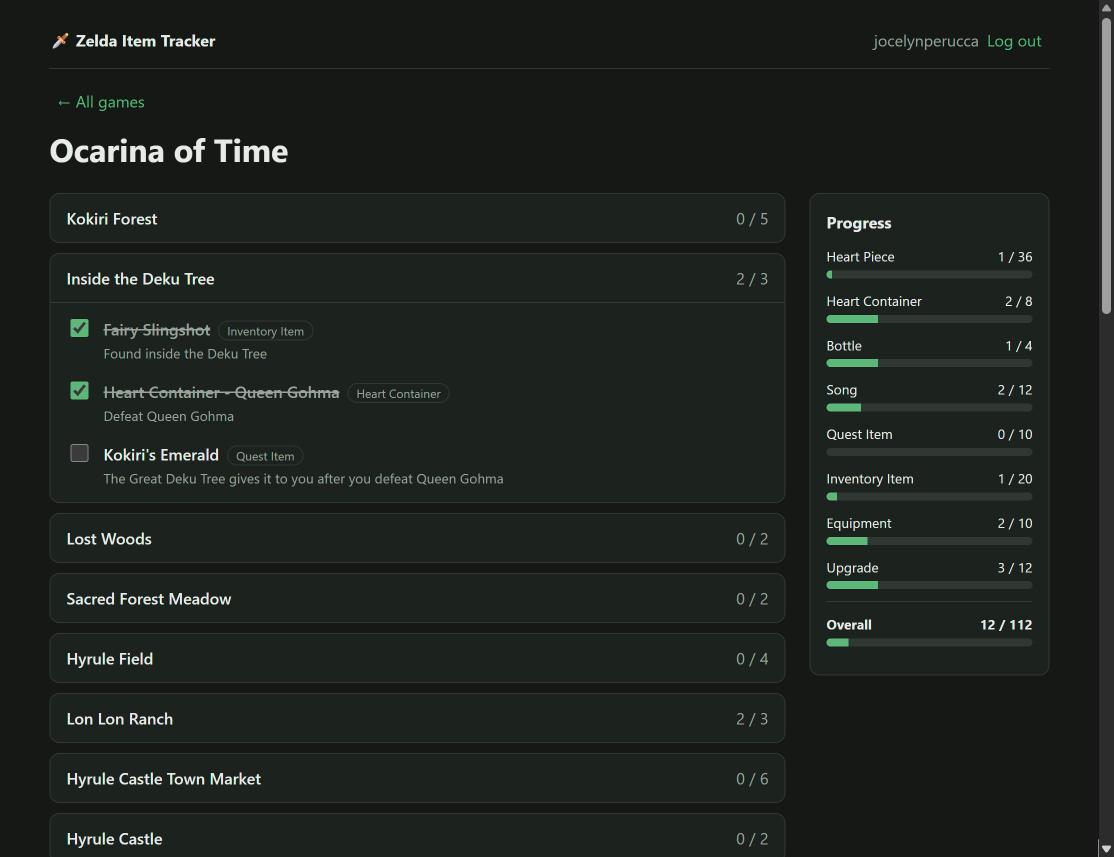 🗡️ Zelda Item Tracker
jocelynperucca Log out
← All games
Ocarina of Time
Kokiri Forest 0 / 5
Inside the Deku Tree 2 / 3
Fairy Slingshot Inventory Item
Found inside the Deku Tree
Heart Container - Queen Gohma Heart Container
Defeat Queen Gohma
Kokiri's Emerald Quest Item
The Great Deku Tree gives it to you after you defeat Queen Gohma
Lost Woods 0 / 2
Sacred Forest Meadow 0 / 2
Hyrule Field 0 / 4
Lon Lon Ranch 2 / 3
Hyrule Castle Town Market 0 / 6
Hyrule Castle 0 / 2
Progress
Heart Piece 1 / 36
Heart Container 2 / 8
Bottle 1 / 4
Song 2 / 12
Quest Item 0 / 10
Inventory Item 1 / 20
Equipment 2 / 10
Upgrade 3 / 12
Overall 12 / 112